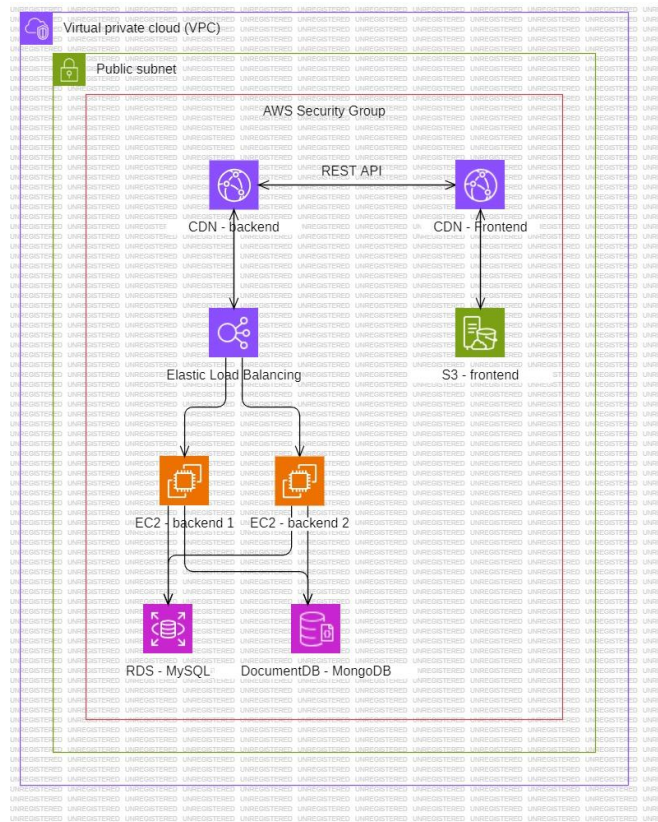 Virtual private cloud (VPC)
Public subnet
AWS Security Group
REST API
CDN - backend
CDN - Frontend
Elastic Load Balancing
S3 - frontend
EC2 - backend 1
EC2 - backend 2
RDS - MySQL
DocumentDB - MongoDB
UNREGISTERED